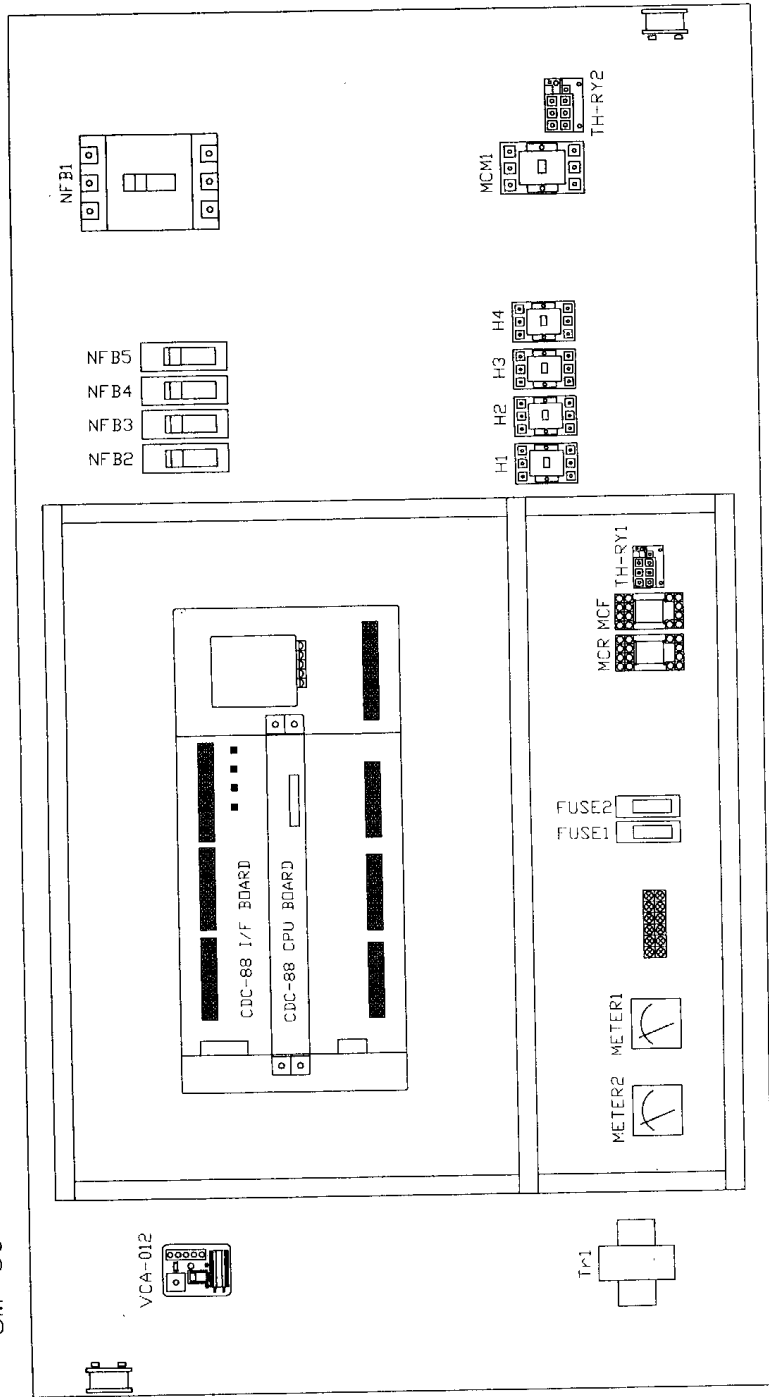 NFB1
TH-RY2
MCM1
NFB5
NFB4
NFB3
NFB2
H4
H3
H2
H1
TH-RY1
MCR MCF
FUSE2
FUSE1
CDC-88 I/F BOARD
CDC-88 CPU BOARD
METER1
METER2
VCA-012
Tr1